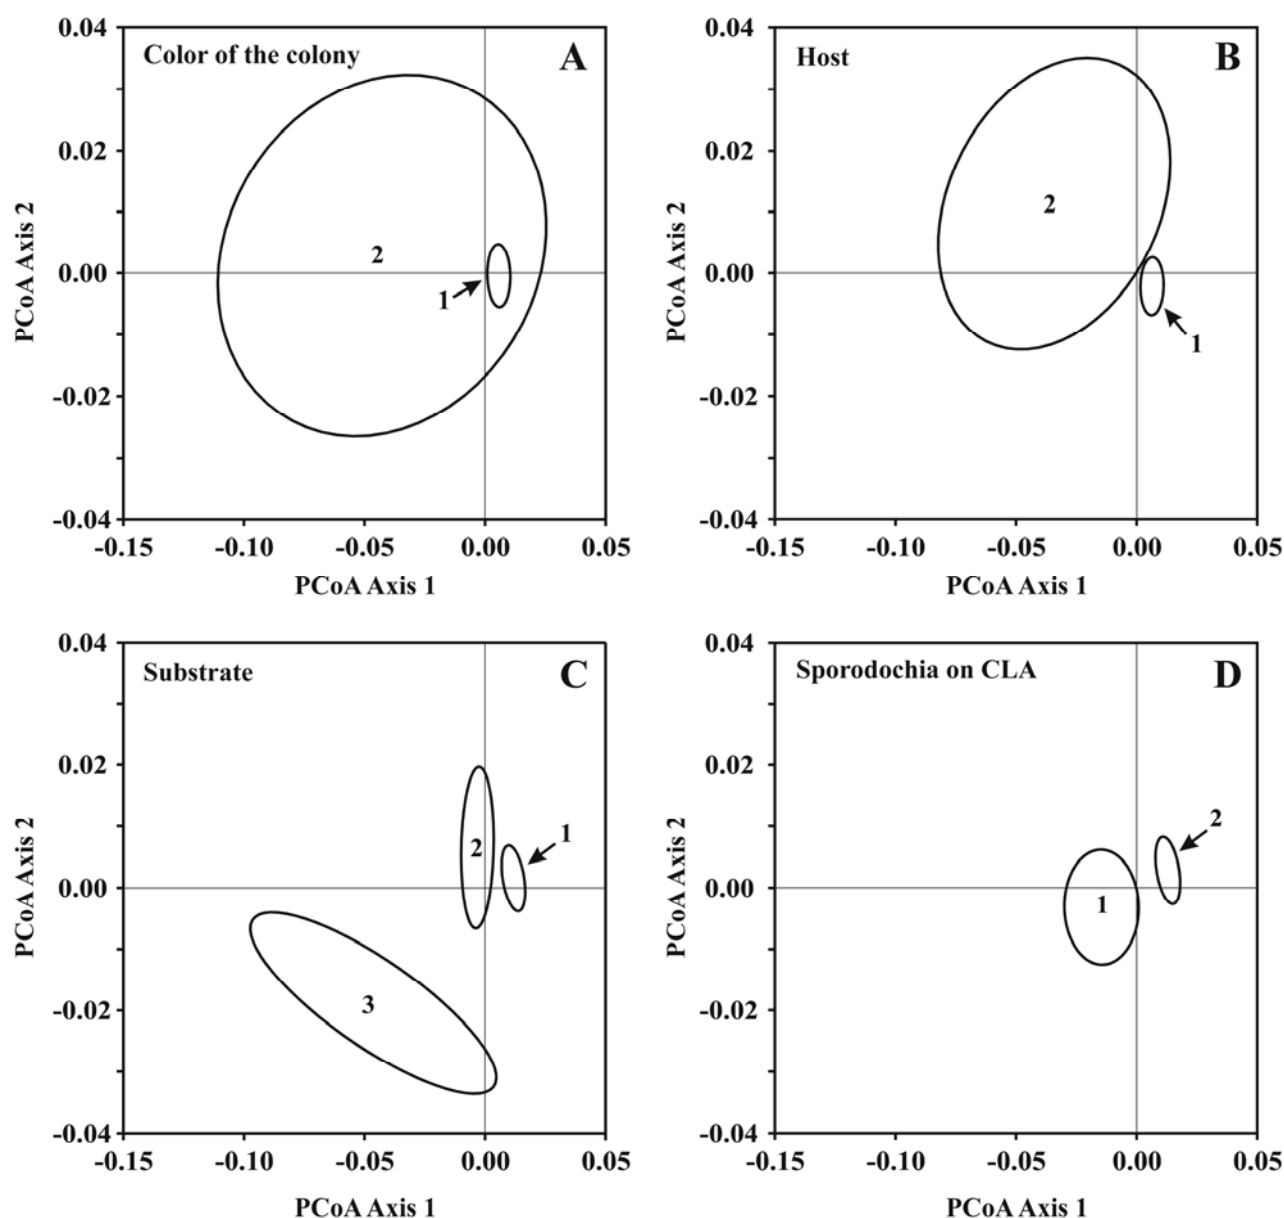 0.04
Color of the colony
A
0.02
PCoA Axis 2
2
0.00
1
-0.02
-0.04
-0.15 -0.10 -0.05 0.00 0.05
PCoA Axis 1
0.04
Host
B
0.02
PCoA Axis 2
2
0.00
1
-0.02
-0.04
-0.15 -0.10 -0.05 0.00 0.05
PCoA Axis 1
0.04
Substrate
C
0.02
PCoA Axis 2
2
1
0.00
3
-0.02
-0.04
-0.15 -0.10 -0.05 0.00 0.05
PCoA Axis 1
0.04
Sporodochia on CLA
D
0.02
PCoA Axis 2
2
0.00
1
-0.02
-0.04
-0.15 -0.10 -0.05 0.00 0.05
PCoA Axis 1